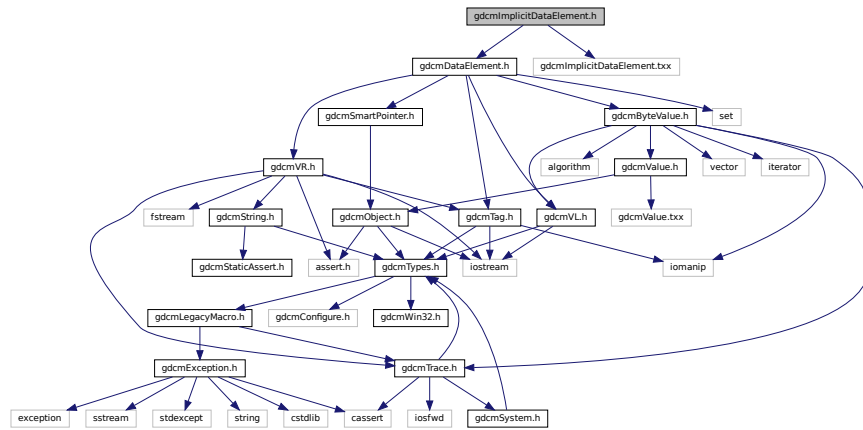 gdcmImplicitDataElement.h
gdcmDataElement.h
gdcmImplicitDataElement.txx
gdcmSmartPointer.h
gdcmByteValue.h
set
gdcmVR.h
algorithm
gdcmValue.h
vector
iterator
fstream
gdcmString.h
gdcmObject.h
gdcmTag.h
gdcmVL.h
gdcmValue.txx
gdcmStaticAssert.h
assert.h
gdcmTypes.h
iostream
iomanip
gdcmLegacyMacro.h
gdcmConfigure.h
gdcmWin32.h
gdcmException.h
gdcmTrace.h
exception
sstream
stdexcept
string
cstdlib
cassert
iosfwd
gdcmSystem.h